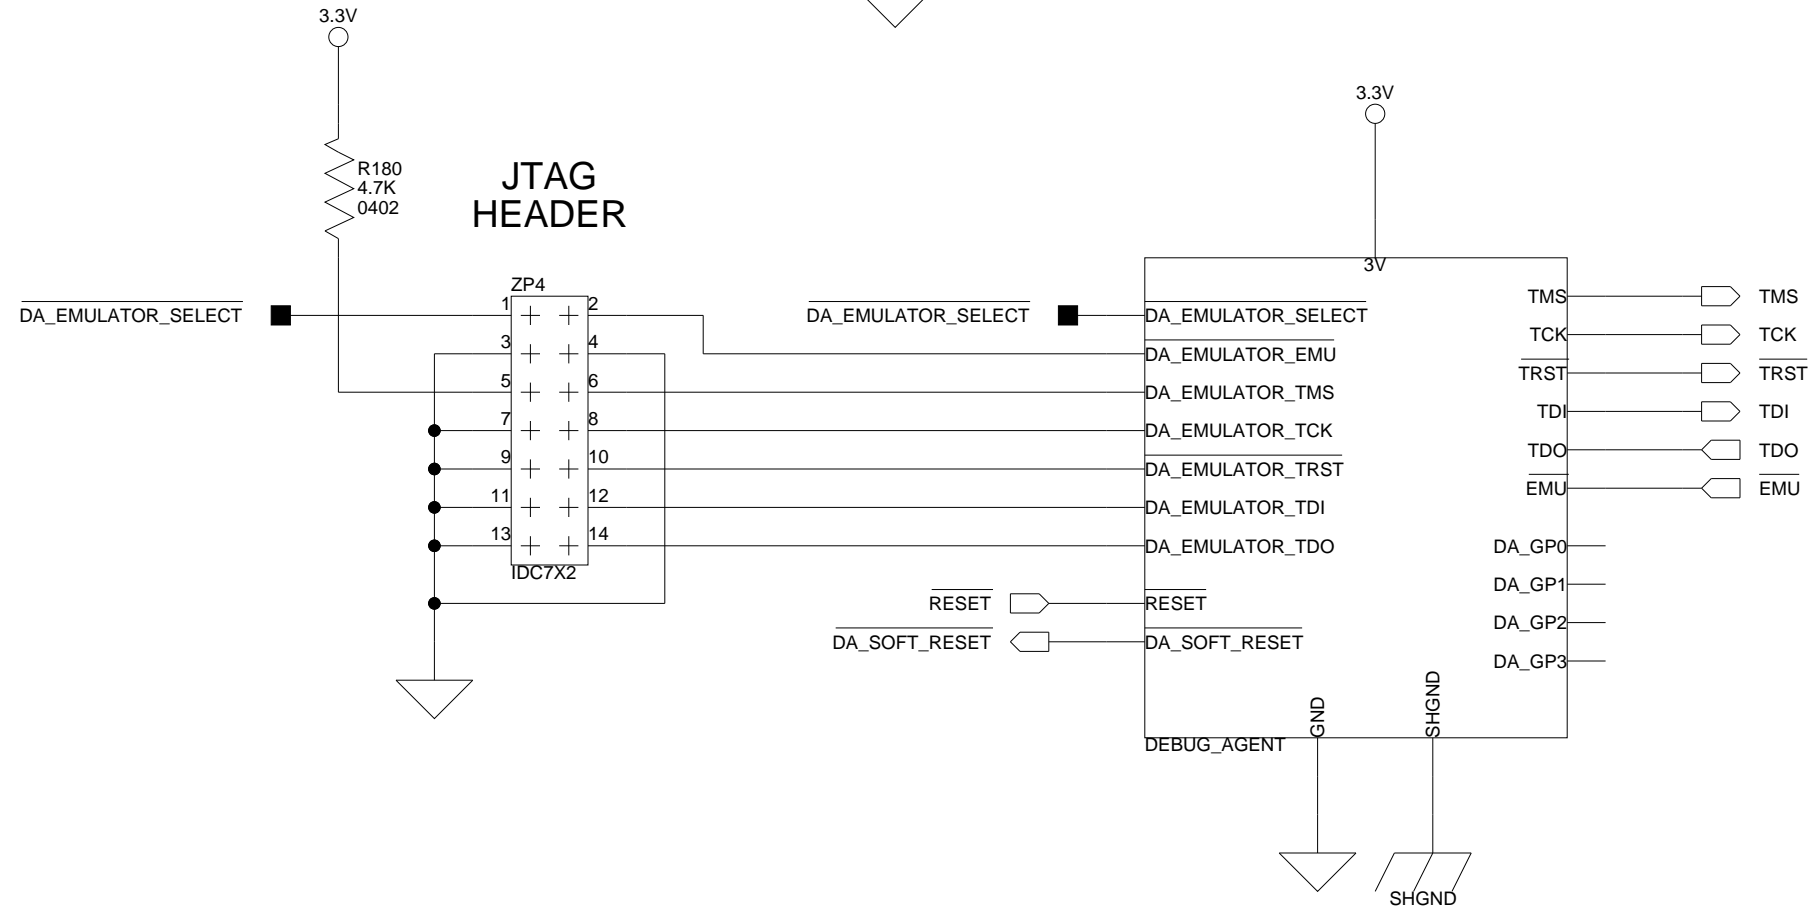 3.3V
3.3V
R180
4.7K
0402
JTAG
HEADER
ZP4
DA_EMULATOR_SELECT
1
2
3
4
5
6
7
8
9
10
11
12
13
14
IDC7X2
DA_EMULATOR_SELECT
3V
DA_EMULATOR_SELECT
DA_EMULATOR_EMU
DA_EMULATOR_TMS
DA_EMULATOR_TCK
DA_EMULATOR_TRST
DA_EMULATOR_TDI
DA_EMULATOR_TDO
RESET
RESET
DA_SOFT_RESET
DA_SOFT_RESET
TMS
TMS
TCK
TCK
TRST
TRST
TDI
TDI
TDO
TDO
EMU
EMU
DA_GP0
DA_GP1
DA_GP2
DA_GP3
GND
SHGND
DEBUG_AGENT
SHGND